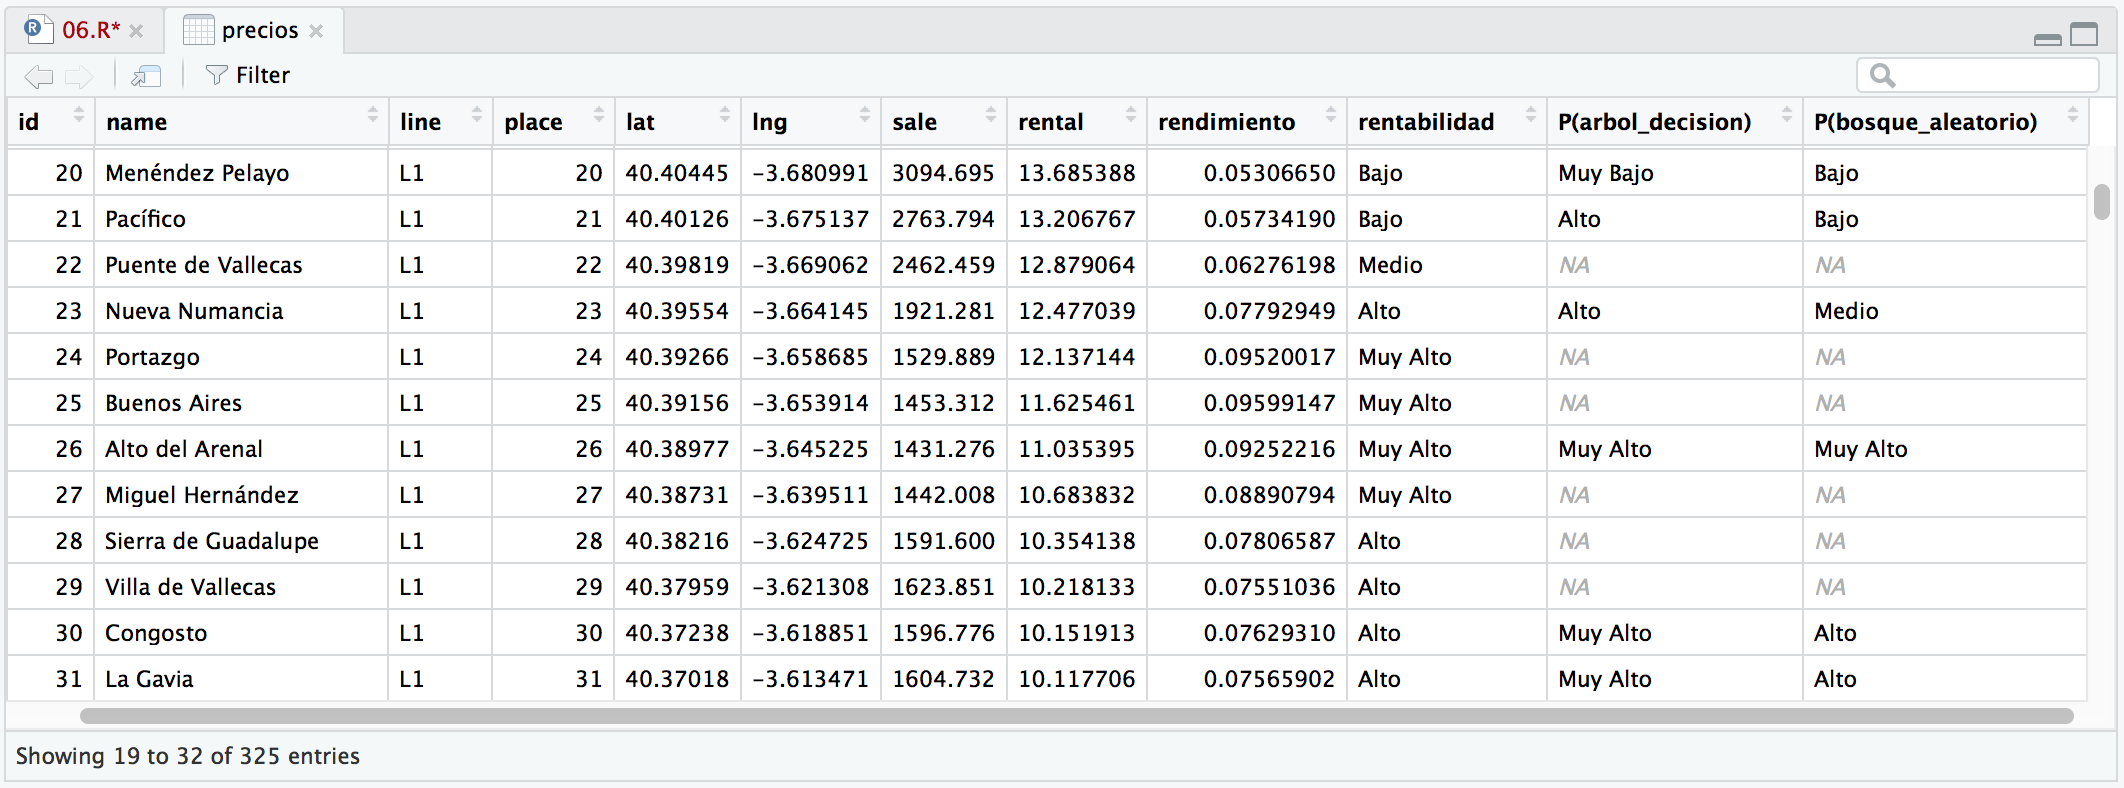 R 06.R* precios
Filter
id name line place lat lng sale rental rendimiento rentabilidad P(arbol_decision) P(bosque_aleatorio)
20 Menéndez Pelayo L1 20 40.40445 -3.680991 3094.695 13.685388 0.05306650 Bajo Muy Bajo Bajo
21 Pacífico L1 21 40.40126 -3.675137 2763.794 13.206767 0.05734190 Bajo Alto Bajo
22 Puente de Vallecas L1 22 40.39819 -3.669062 2462.459 12.879064 0.06276198 Medio NA NA
23 Nueva Numancia L1 23 40.39554 -3.664145 1921.281 12.477039 0.07792949 Alto Alto Medio
24 Portazgo L1 24 40.39266 -3.658685 1529.889 12.137144 0.09520017 Muy Alto NA NA
25 Buenos Aires L1 25 40.39156 -3.653914 1453.312 11.625461 0.09599147 Muy Alto NA NA
26 Alto del Arenal L1 26 40.38977 -3.645225 1431.276 11.035395 0.09252216 Muy Alto Muy Alto Muy Alto
27 Miguel Hernández L1 27 40.38731 -3.639511 1442.008 10.683832 0.08890794 Muy Alto NA NA
28 Sierra de Guadalupe L1 28 40.38216 -3.624725 1591.600 10.354138 0.07806587 Alto NA NA
29 Villa de Vallecas L1 29 40.37959 -3.621308 1623.851 10.218133 0.07551036 Alto NA NA
30 Congosto L1 30 40.37238 -3.618851 1596.776 10.151913 0.07629310 Alto Muy Alto Alto
31 La Gavia L1 31 40.37018 -3.613471 1604.732 10.117706 0.07565902 Alto Muy Alto Alto
Showing 19 to 32 of 325 entries